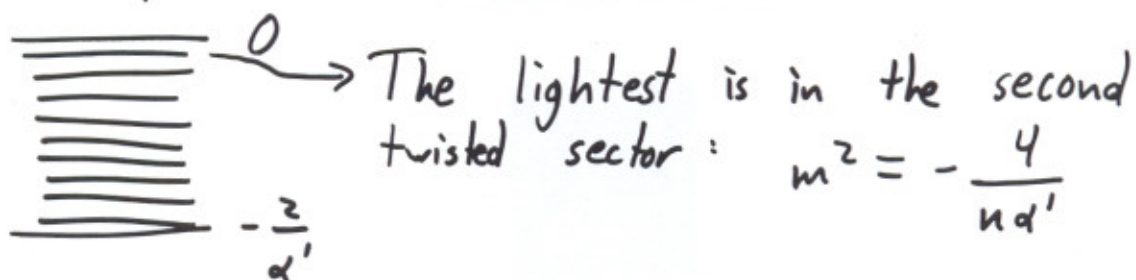 0
The lightest is in the second
twisted sector : m² = - 4/(nα')
- 2/α'